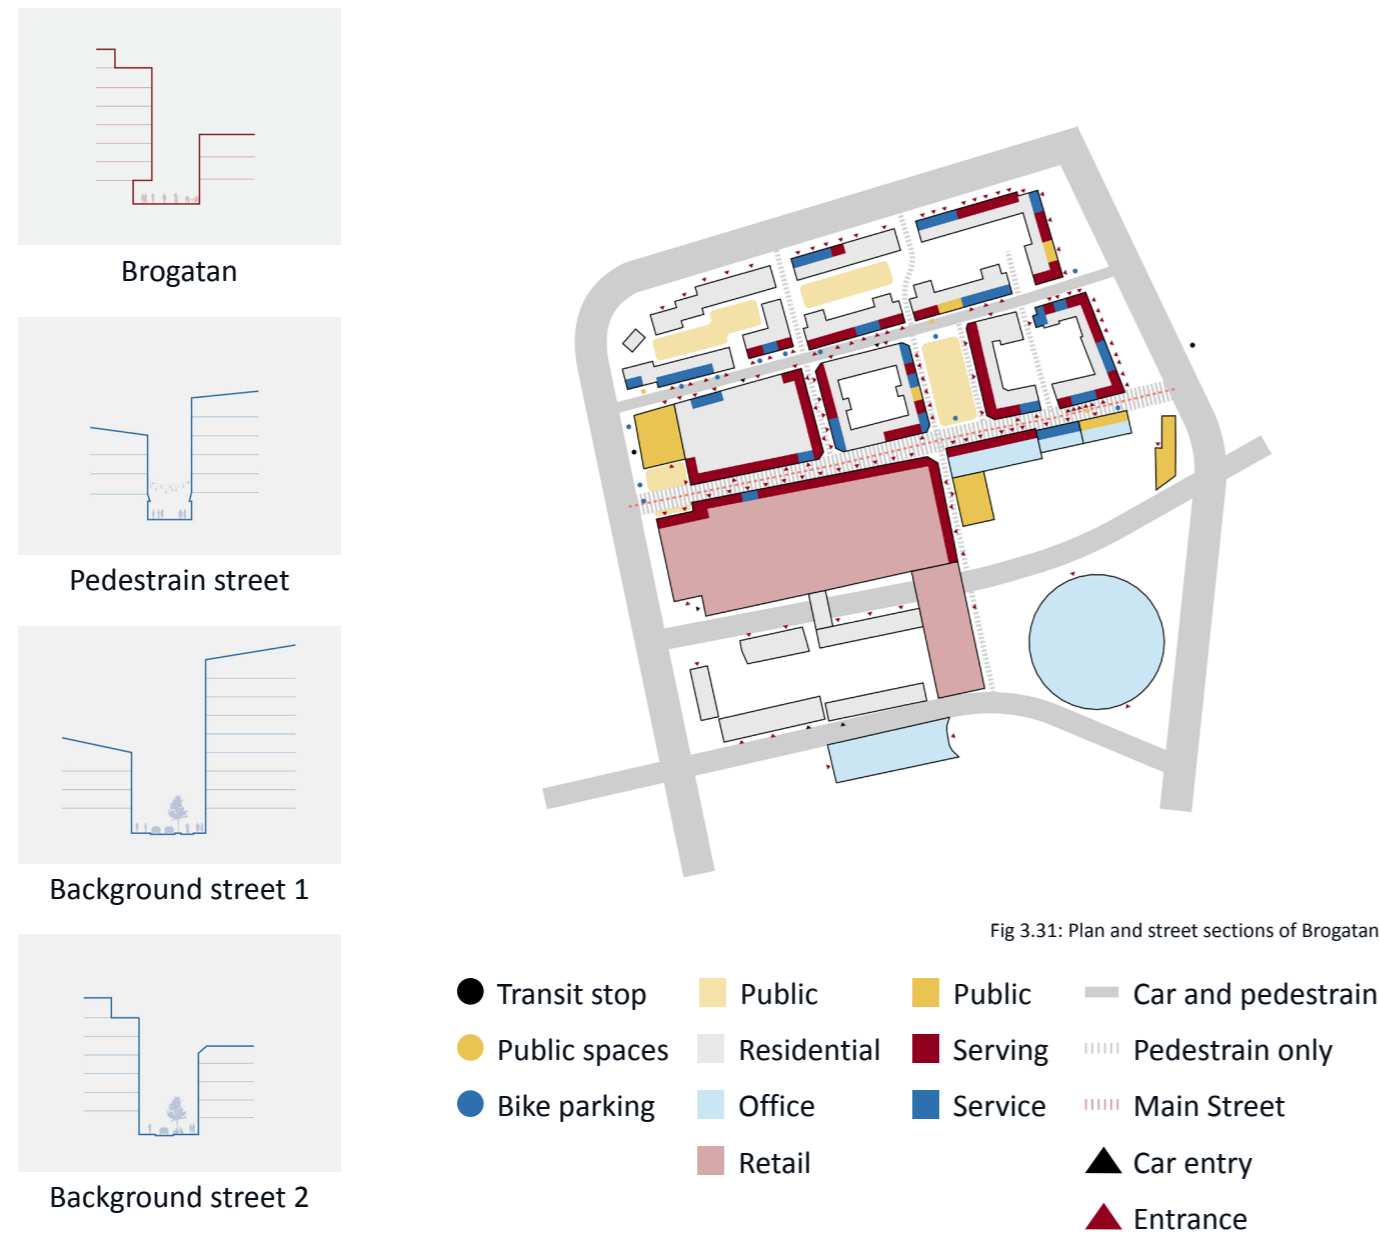 Brogatan
Pedestrain street
Background street 1
Background street 2
Fig 3.31: Plan and street sections of Brogatan
Transit stop
Public spaces
Bike parking
Public
Residential
Office
Retail
Public
Serving
Service
Car and pedestrain
Pedestrain only
Main Street
Car entry
Entrance